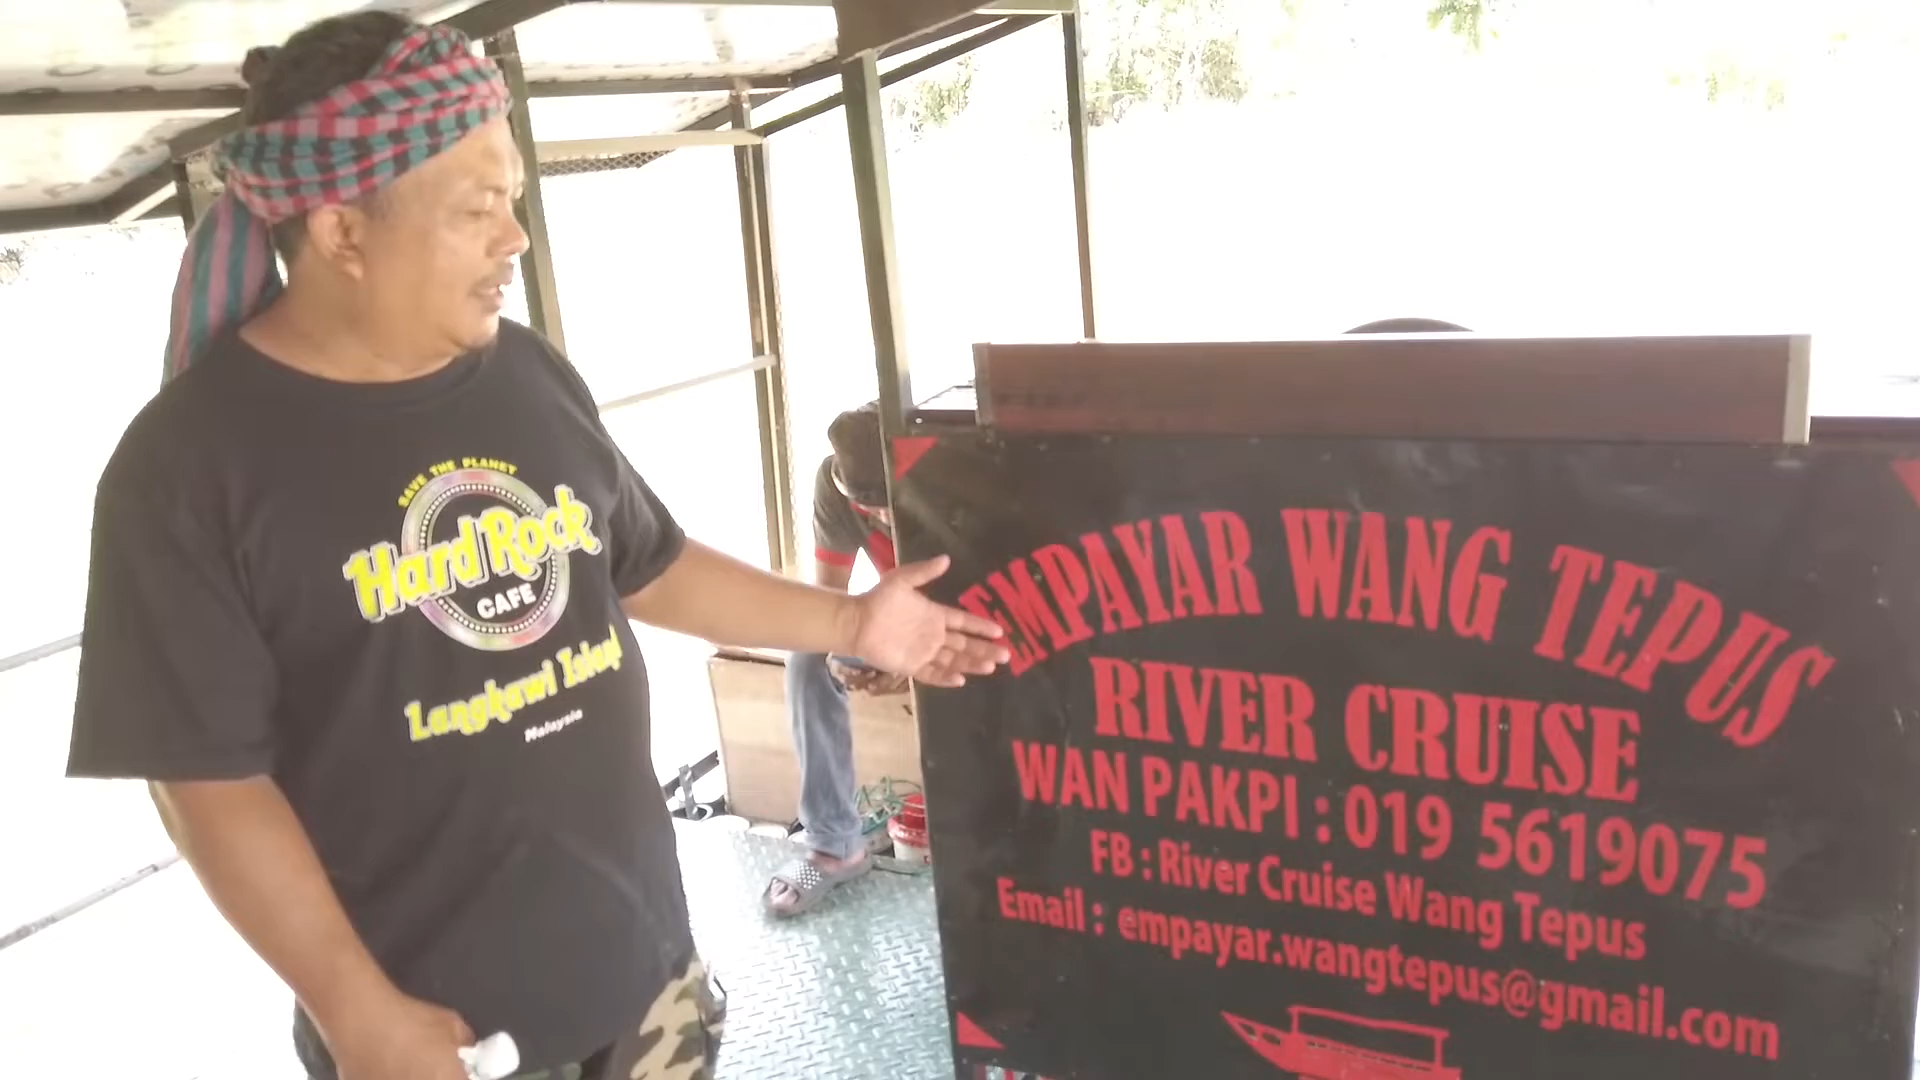 SAVE THE PLANET
Hard Rock
CAFE
Langkawi Island
Malaysia
EMPAYAR WANG TEPUS
RIVER CRUISE
WAN PAKPI : 019 5619075
FB : River Cruise Wang Tepus
Email : empayar.wangtepus@gmail.com